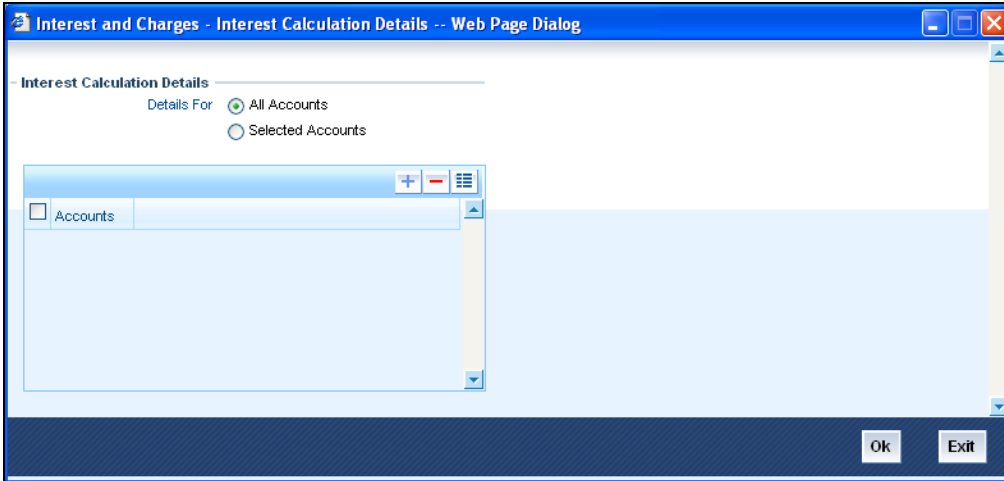 Interest and Charges - Interest Calculation Details -- Web Page Dialog
Interest Calculation Details
Details For All Accounts
Selected Accounts
Accounts
Ok Exit